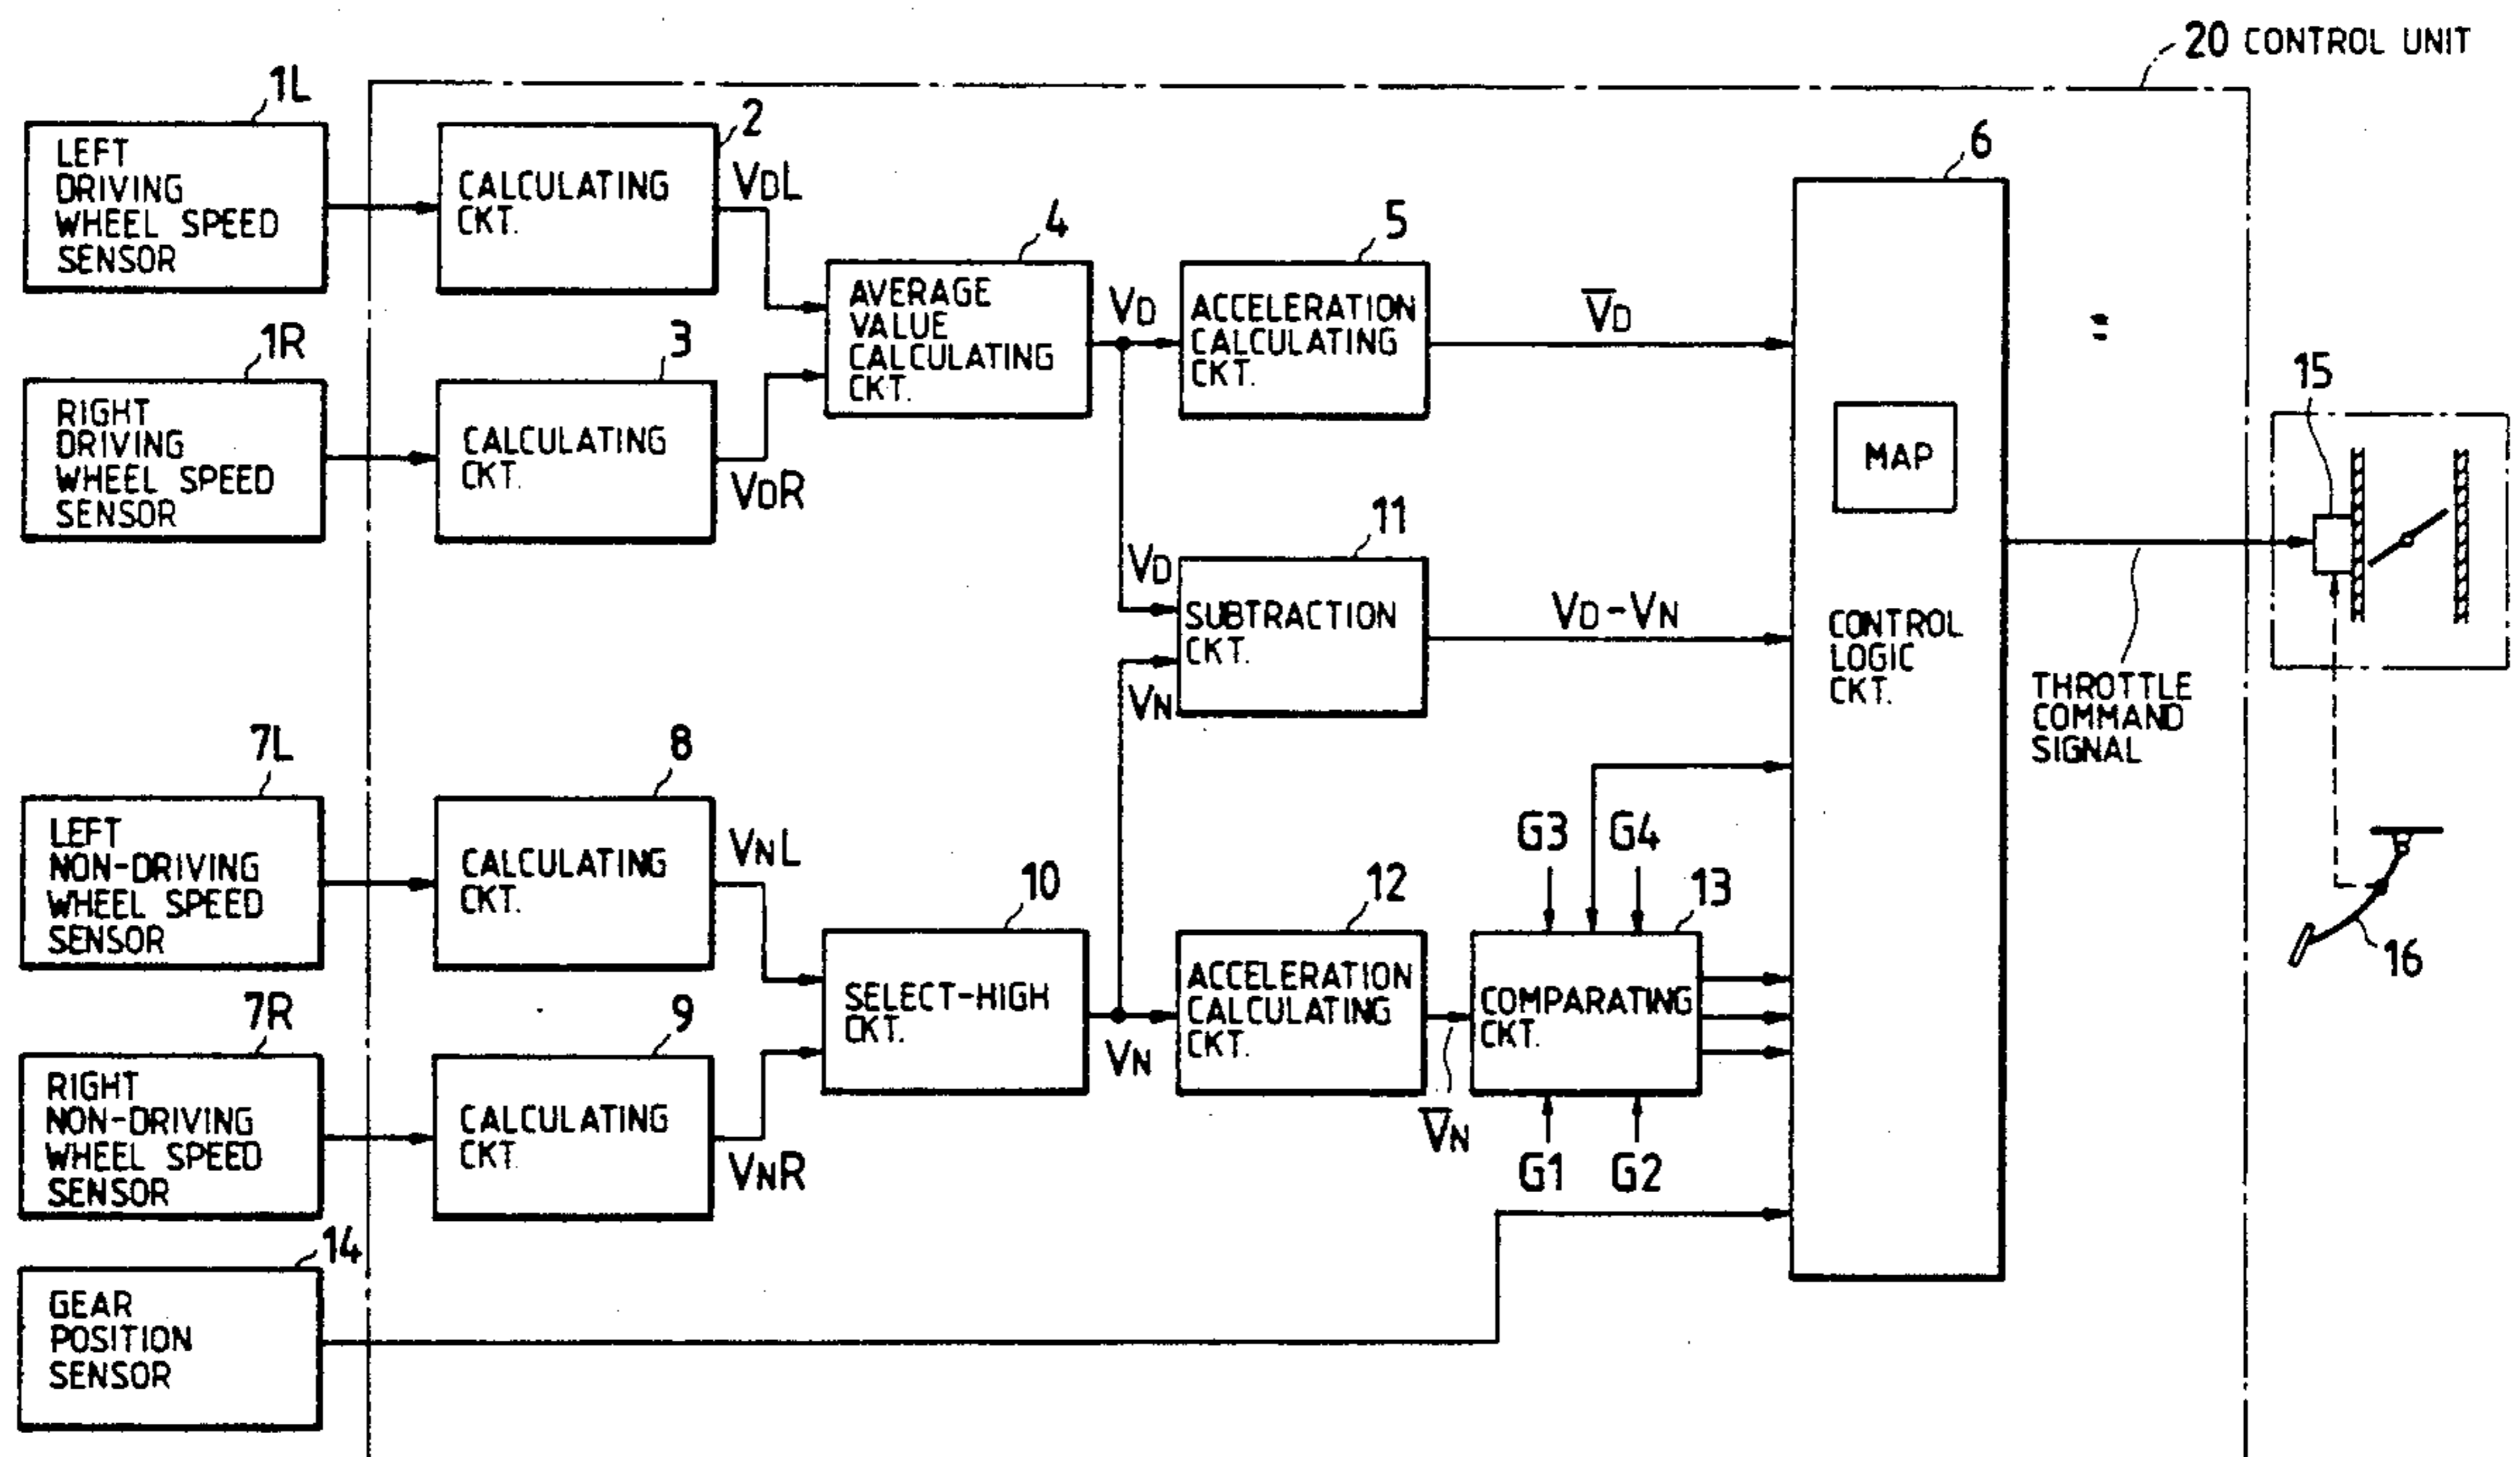 20 CONTROL UNIT
1L
LEFT
DRIVING
WHEEL SPEED
SENSOR
2
CALCULATING
CKT.
VDL
1R
RIGHT
DRIVING
WHEEL SPEED
SENSOR
3
CALCULATING
CKT.
VDR
4
AVERAGE
VALUE
CALCULATING
CKT.
VD
5
ACCELERATION
CALCULATING
CKT.
V̅D
6
MAP
CONTROL
LOGIC
CKT.
11
VD
SUBTRACTION
CKT.
VN
VD-VN
THROTTLE
COMMAND
SIGNAL
15
16
7L
LEFT
NON-DRIVING
WHEEL SPEED
SENSOR
8
CALCULATING
CKT.
VNL
7R
RIGHT
NON-DRIVING
WHEEL SPEED
SENSOR
9
CALCULATING
CKT.
VNR
10
SELECT-HIGH
CKT.
VN
12
ACCELERATION
CALCULATING
CKT.
V̅N
G3
G4
13
COMPARATING
CKT.
G1
G2
14
GEAR
POSITION
SENSOR